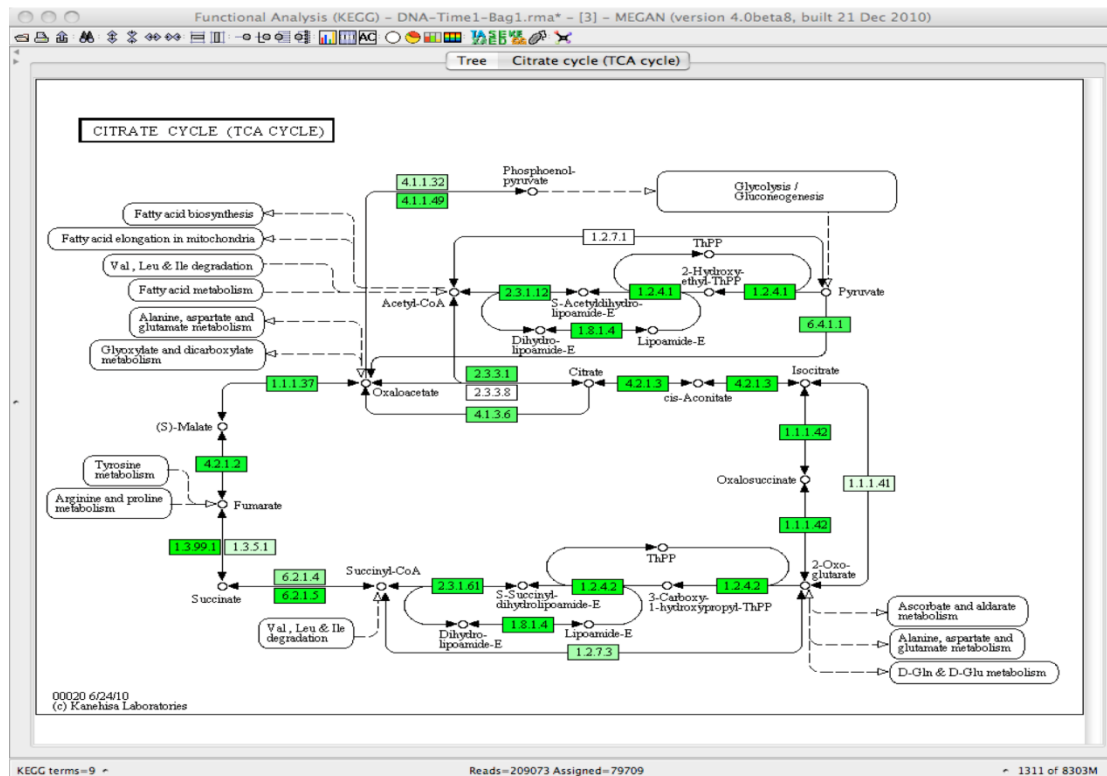 Functional Analysis (KEGG) – DNA-Time1-Bag1.rma* – [3] – MEGAN (version 4.0beta8, built 21 Dec 2010)
AC
Tree
Citrate cycle (TCA cycle)
CITRATE CYCLE (TCA CYCLE)
Phosphoenol-
pyruvate
4.1.1.32
4.1.1.49
Glycolysis /
Gluconeogenesis
Fatty acid biosynthesis
Fatty acid elongation in mitochondria
Val , Leu & Ile degradation
Fatty acid metabolism
1.2.7.1
ThPP
2-Hydroxy-
ethyl-ThPP
Acetyl-CoA
2.3.1.12
S-Acetyldihydro-
lipoamide-E
1.2.4.1
1.2.4.1
Pyruvate
Alanine, aspartate and
glutamate metabolism
1.8.1.4
6.4.1.1
Dihydro-
lipoamide-E
Lipoamide-E
Glyoxylate and dicarboxylate
metabolism
1.1.1.37
Oxaloacetate
2.3.3.1
2.3.3.8
4.1.3.6
Citrate
4.2.1.3
cis-Aconitate
4.2.1.3
Isocitrate
(S)-Malate
1.1.1.42
4.2.1.2
Tyrosine
metabolism
Oxalosuccinate
1.1.1.41
Arginine and proline
metabolism
Fumarate
1.1.1.42
1.3.99.1
1.3.5.1
ThPP
Succinate
6.2.1.4
6.2.1.5
Succinyl-CoA
2.3.1.61
S-Succinyl-
dihydrolipoamide-E
1.2.4.2
3-Carboxy-
1-hydroxypropyl-ThPP
1.2.4.2
2-Oxo-
glutarate
Val , Leu & Ile
degradation
1.8.1.4
Dihydro-
lipoamide-E
Lipoamide-E
1.2.7.3
Ascorbate and aldarate
metabolism
Alanine, aspartate and
glutamate metabolism
D-Gln & D-Glu metabolism
00020 6/24/10
(c) Kanehisa Laboratories
KEGG terms=9
Reads=209073 Assigned=79709
1311 of 8303M